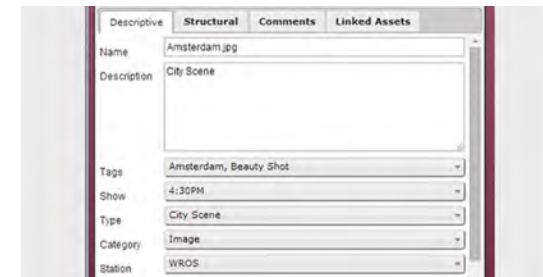 Descriptive Structural Comments Linked Assets
Name Amsterdam.jpg
Description City Scene
Tags Amsterdam, Beauty Shot
Show 4:30PM
Type City Scene
Category Image
Station WROS